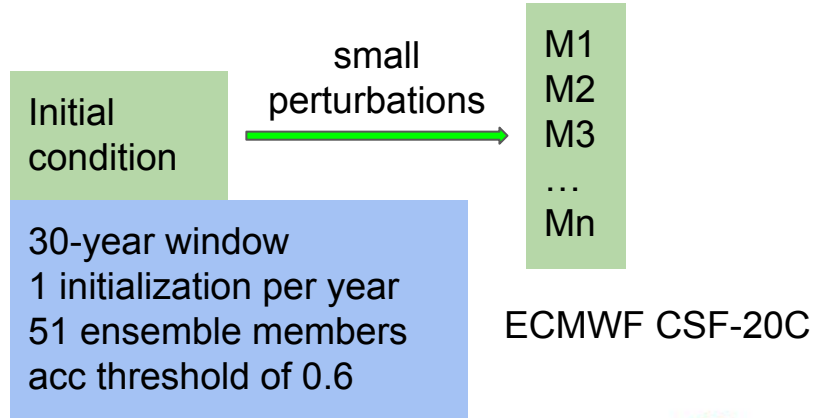 Initial
condition
small
perturbations
M1
M2
M3
…
Mn
30-year window
1 initialization per year
51 ensemble members
acc threshold of 0.6
ECMWF CSF-20C